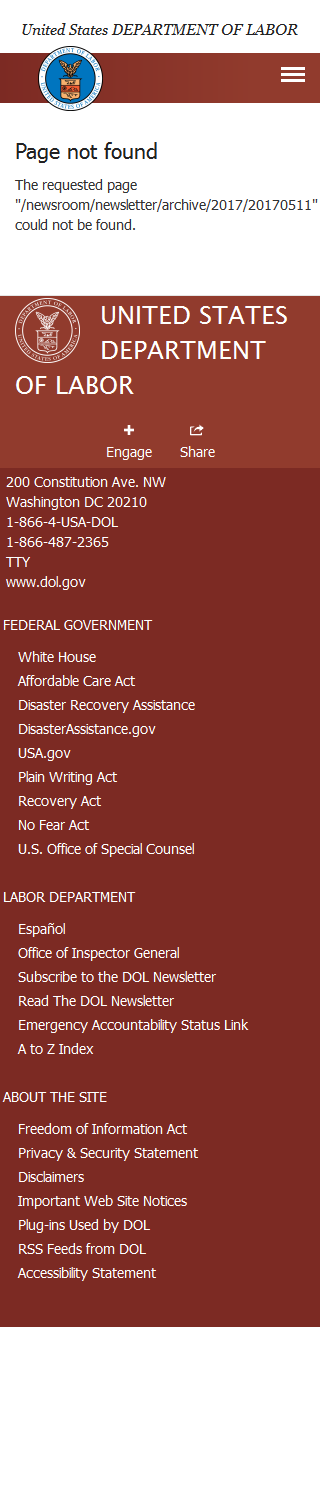 United States DEPARTMENT OF LABOR
Page not found
The requested page
"/newsroom/newsletter/archive/2017/20170511"
could not be found.
UNITED STATES
DEPARTMENT
OF LABOR
Engage Share
200 Constitution Ave. NW
Washington DC 20210
1-866-4-USA-DOL
1-866-487-2365
TTY
www.dol.gov
FEDERAL GOVERNMENT
White House
Affordable Care Act
Disaster Recovery Assistance
DisasterAssistance.gov
USA.gov
Plain Writing Act
Recovery Act
No Fear Act
U.S. Office of Special Counsel
LABOR DEPARTMENT
Español
Office of Inspector General
Subscribe to the DOL Newsletter
Read The DOL Newsletter
Emergency Accountability Status Link
A to Z Index
ABOUT THE SITE
Freedom of Information Act
Privacy & Security Statement
Disclaimers
Important Web Site Notices
Plug-ins Used by DOL
RSS Feeds from DOL
Accessibility Statement